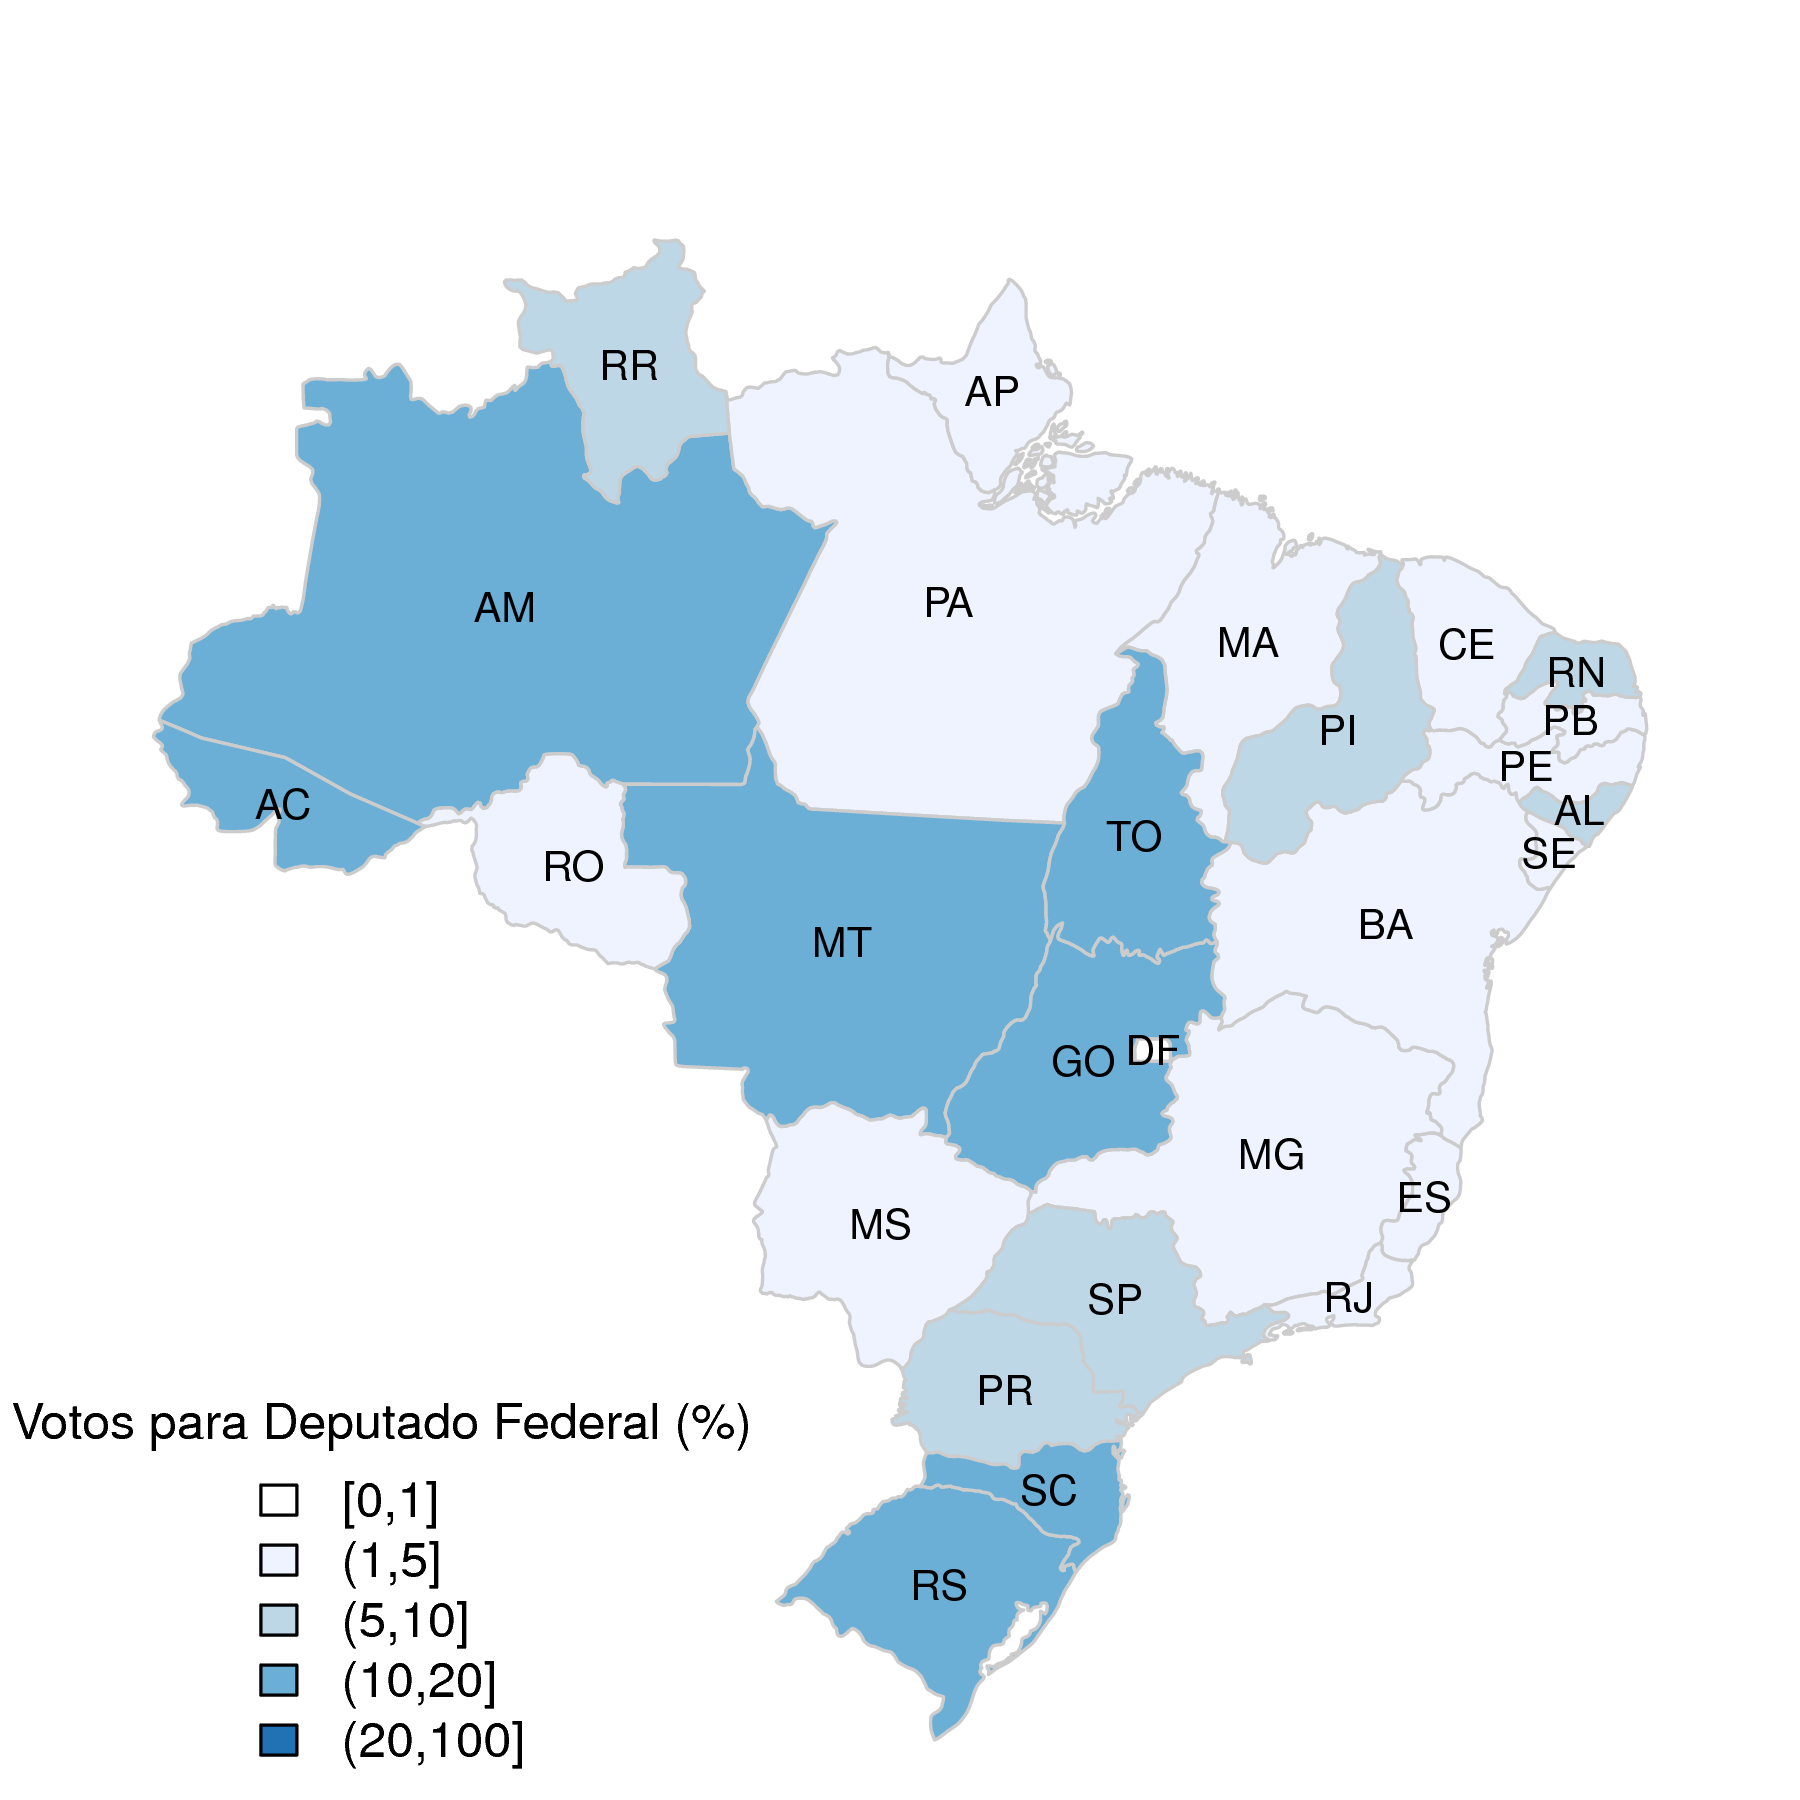 RR
AP
AM
PA
MA
CE
RN
PI
PB
PE
AC
AL
TO
SE
RO
BA
MT
DF
GO
MG
ES
MS
SP
RJ
PR
Votos para Deputado Federal (%)
SC
[0,1]
(1,5]
RS
(5,10]
(10,20]
(20,100]